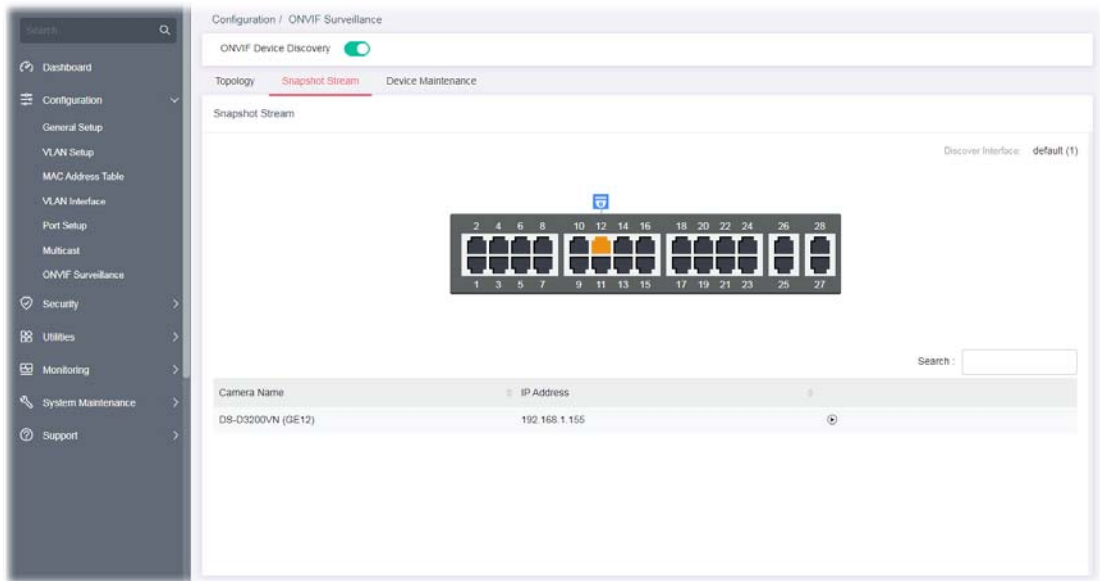 Search
Configuration / ONVIF Surveillance
ONVIF Device Discovery
Dashboard
Topology Snapshot Stream Device Maintenance
Configuration
General Setup
VLAN Setup
MAC Address Table
VLAN Interface
Port Setup
Multicast
ONVIF Surveillance
Security
Utilities
Monitoring
System Maintenance
Support
Snapshot Stream
Discover Interface: default (1)
2 4 6 8 10 12 14 16 18 20 22 24 26 28
1 3 5 7 9 11 13 15 17 19 21 23 25 27
Search :
Camera Name IP Address
DS-D3200VN (GE12) 192.168.1.155